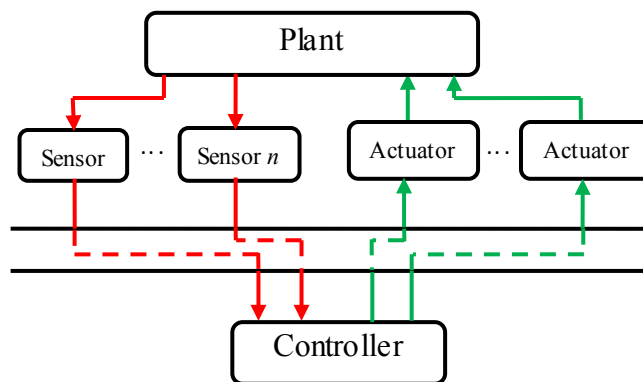 Plant
Sensor ... Sensor n Actuator ... Actuator
Controller